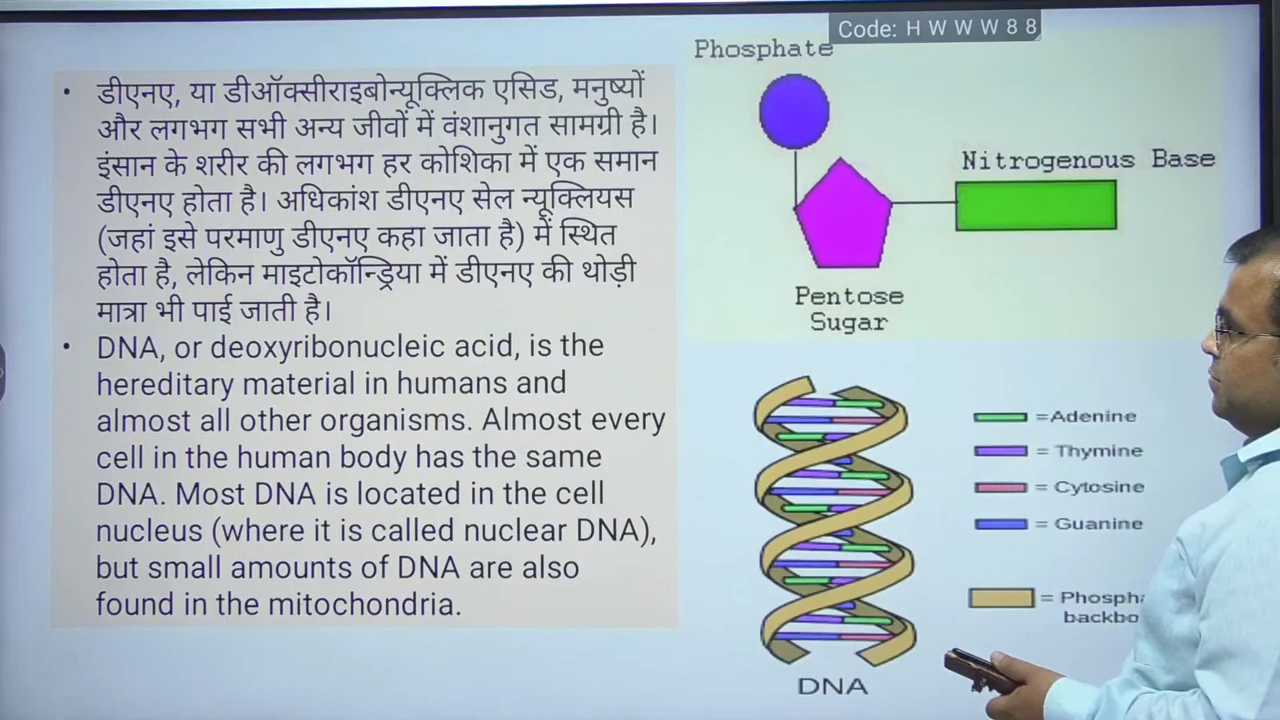 Code: H W W W 8 8
• डीएनए, या डीऑक्सीराइबोन्यूक्लिक एसिड, मनुष्यों
और लगभग सभी अन्य जीवों में वंशानुगत सामग्री है।
इंसान के शरीर की लगभग हर कोशिका में एक समान
डीएनए होता है। अधिकांश डीएनए सेल न्यूक्लियस
(जहां इसे परमाणु डीएनए कहा जाता है) में स्थित
होता है, लेकिन माइटोकॉन्ड्रिया में डीएनए की थोड़ी
मात्रा भी पाई जाती है।
• DNA, or deoxyribonucleic acid, is the
hereditary material in humans and
almost all other organisms. Almost every
cell in the human body has the same
DNA. Most DNA is located in the cell
nucleus (where it is called nuclear DNA),
but small amounts of DNA are also
found in the mitochondria.
Phosphate
Nitrogenous Base
Pentose
Sugar
=Adenine
= Thymine
= Cytosine
= Guanine
= Phospha
backbo
DNA